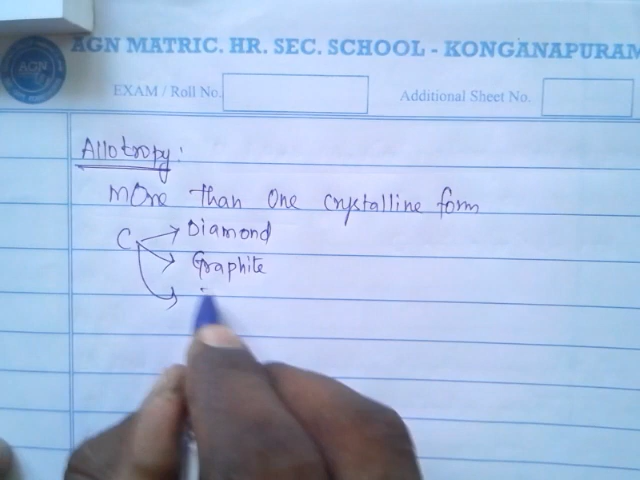 AGN
AGN MATRIC. HR. SEC. SCHOOL - KONGANAPURAM
EXAM / Roll No.
Additional Sheet No.
Allotropy:
More than One crystalline form
C
Diamond
Graphite